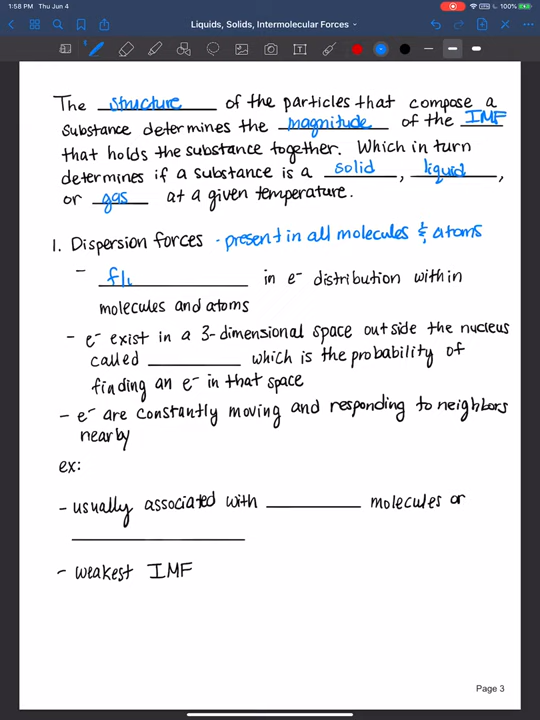 1:58 PM Thu Jun 4
100%
Liquids, Solids, Intermolecular Forces
The structure of the particles that compose a
substance determines the magnitude of the IMF
that holds the substance together. Which in turn
determines if a substance is a solid, liquid,
or gas at a given temperature.
1. Dispersion forces - present in all molecules & atoms
- flu in e⁻ distribution within
molecules and atoms
- e⁻ exist in a 3-dimensional space outside the nucleus
called ________ which is the probability of
finding an e⁻ in that space
- e⁻ are constantly moving and responding to neighbors
nearby
ex:
- usually associated with ________ molecules or
________
- weakest IMF
Page 3